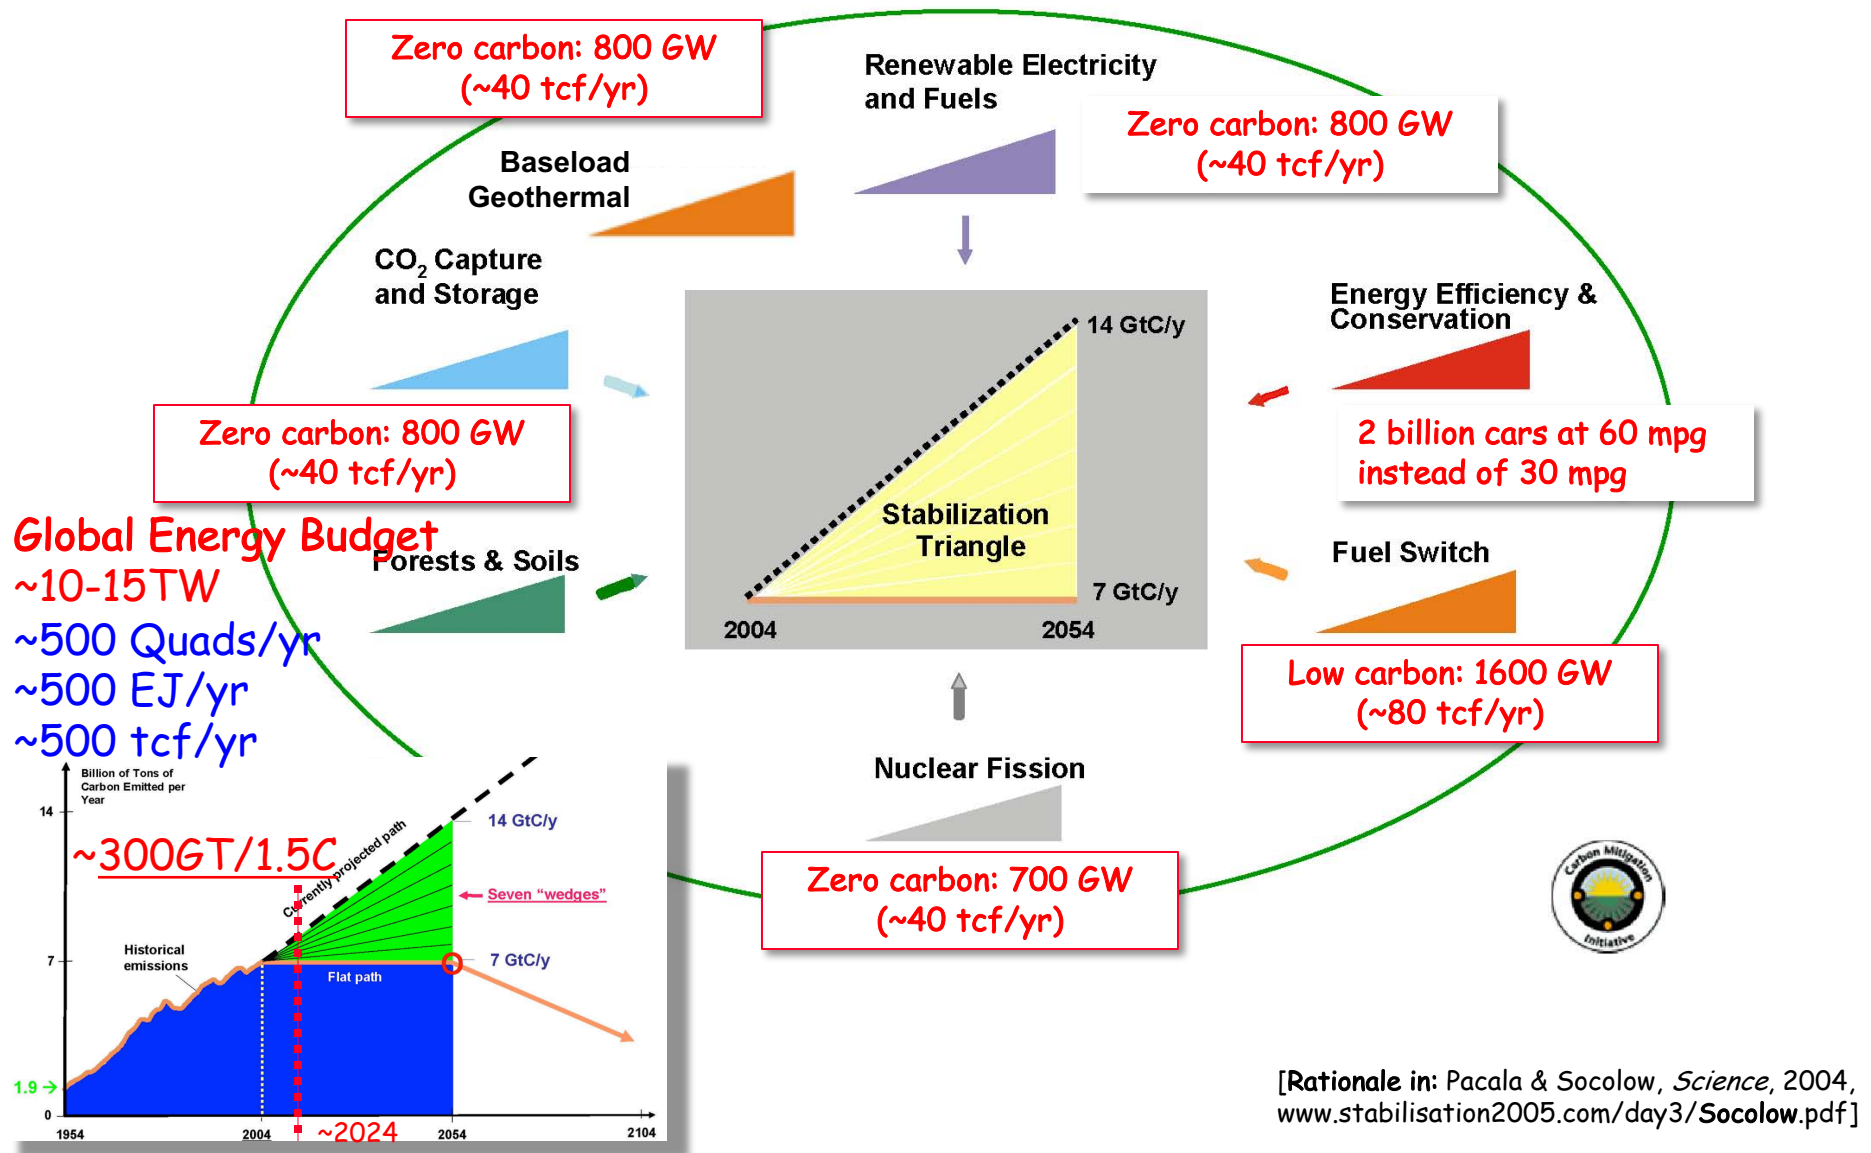 Zero carbon: 800 GW
(~40 tcf/yr)
Renewable Electricity
and Fuels
Zero carbon: 800 GW
(~40 tcf/yr)
Baseload
Geothermal
CO₂ Capture
and Storage
Energy Efficiency &
Conservation
14 GtC/y
Zero carbon: 800 GW
(~40 tcf/yr)
2 billion cars at 60 mpg
instead of 30 mpg
Stabilization
Triangle
Global Energy Budget
Forests & Soils
Fuel Switch
~10-15TW
7 GtC/y
2004
2054
~500 Quads/yr
~500 EJ/yr
~500 tcf/yr
Low carbon: 1600 GW
(~80 tcf/yr)
Nuclear Fission
Zero carbon: 700 GW
(~40 tcf/yr)
Billion of Tons of
Carbon Emitted per
Year
14
14 GtC/y
~300GT/1.5C
Currently projected path
Seven "wedges"
Historical
emissions
7
7 GtC/y
Flat path
1.9
0
1954
2004
~2024
2054
2104
Carbon Mitigation
Initiative
[Rationale in: Pacala & Socolow, Science, 2004,
www.stabilisation2005.com/day3/Socolow.pdf]